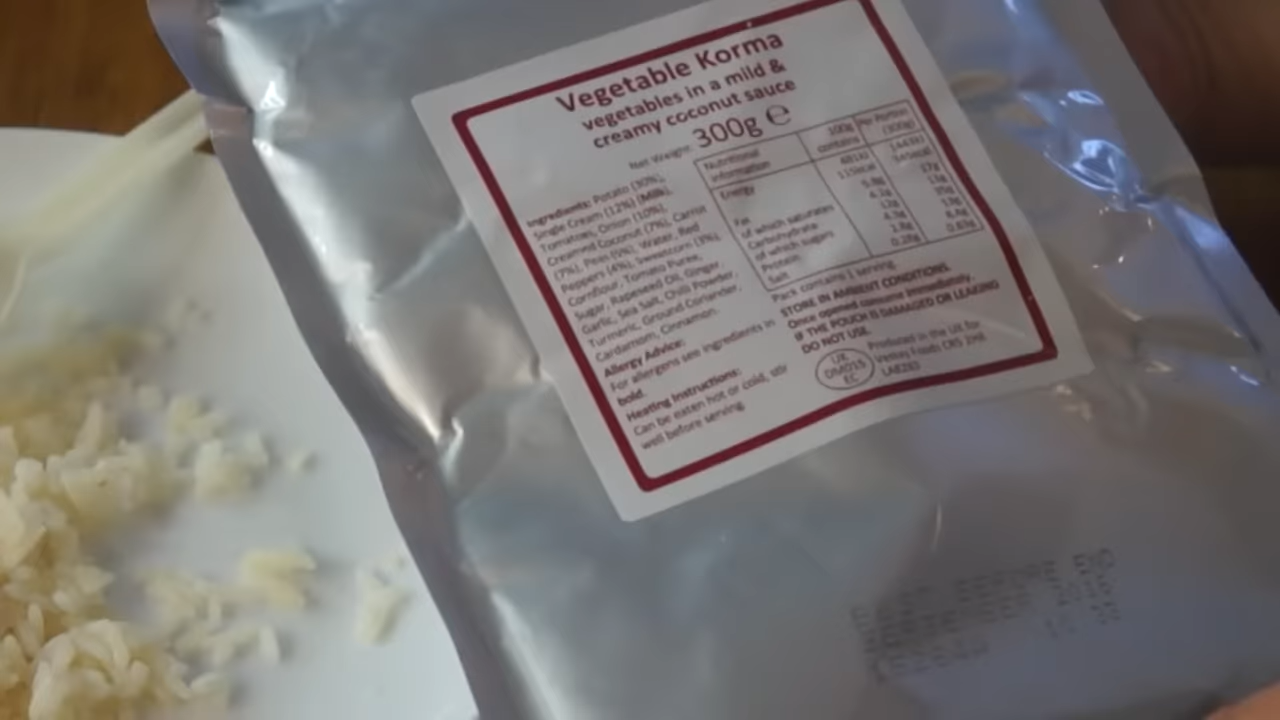 Vegetable Korma
vegetables in a mild &
creamy coconut sauce
Net Weight: 300g e
Ingredients: Potato (30%),
Single Cream (12%) (Milk),
Tomatoes, Onion (10%),
Creamed Coconut (7%), Carrot
(7%), Peas (5%), Water, Red
Peppers (4%), Sweetcorn (3%),
Cornflour, Tomato Puree,
Sugar, Rapeseed Oil, Ginger,
Garlic, Sea Salt, Chilli Powder,
Turmeric, Ground Coriander,
Cardamom, Cinnamon.
Allergy Advice:
For allergens see ingredients in
bold.
Heating Instructions:
Can be eaten hot or cold, stir
well before serving.
Nutritional information 100g contains Per Portion (300g)
Energy
Fat
of which saturates
Carbohydrate
of which sugars
Protein
Salt
Pack contains 1 serving.
STORE IN AMBIENT CONDITIONS.
Once opened consume immediately.
IF THE POUCH IS DAMAGED OR LEAKING
DO NOT USE.
UK
DM015
EC
Produced in the UK for
Foods CB5